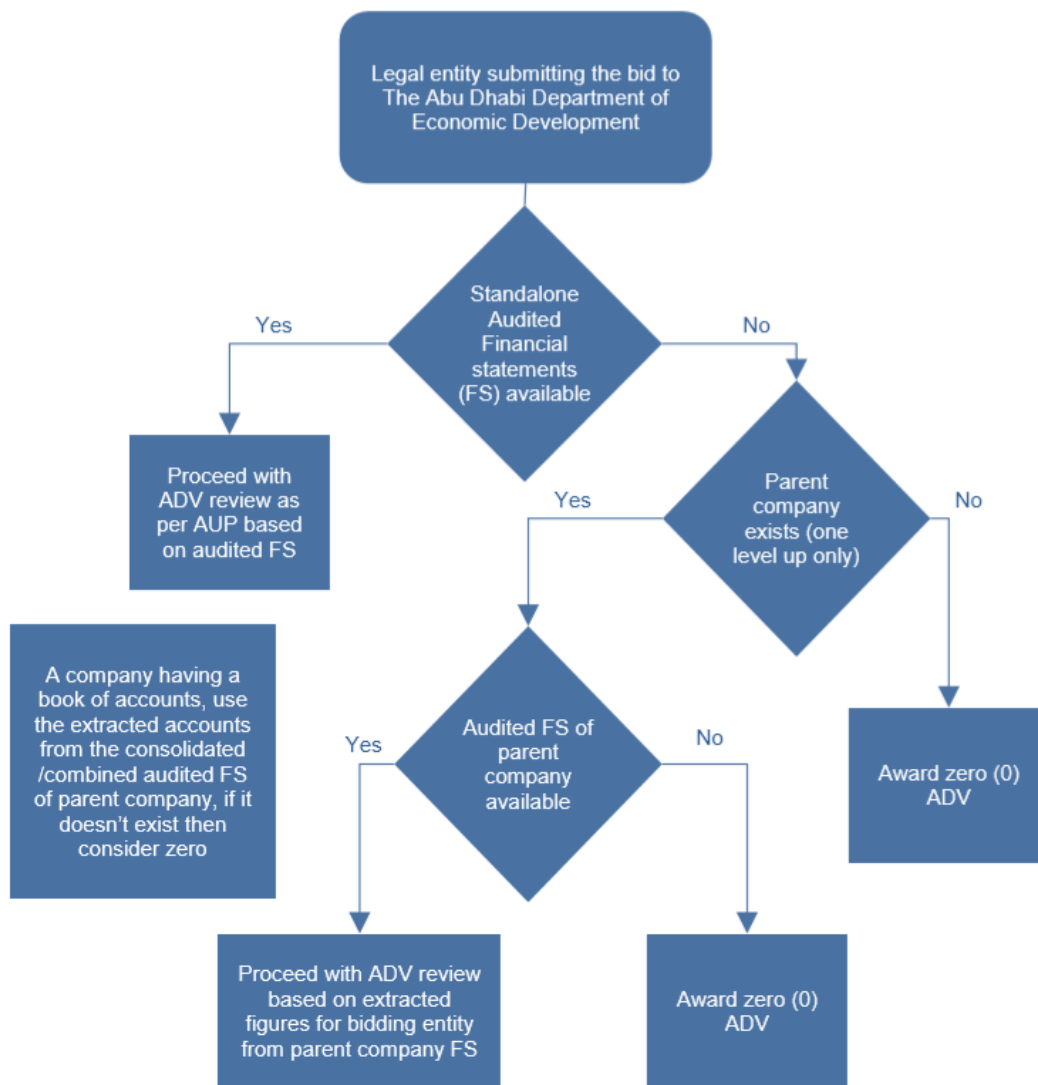 Legal entity submitting the bid to
The Abu Dhabi Department of
Economic Development
Standalone
Audited
Financial
statements
(FS) available
Yes
No
Proceed with
ADV review as
per AUP based
on audited FS
Parent
company
exists (one
level up only)
Yes
No
A company having a
book of accounts, use
the extracted accounts
from the consolidated
/combined audited FS
of parent company, if it
doesn’t exist then
consider zero
Audited FS of
parent
company
available
Yes
No
Award zero (0)
ADV
Proceed with ADV review
based on extracted
figures for bidding entity
from parent company FS
Award zero (0)
ADV